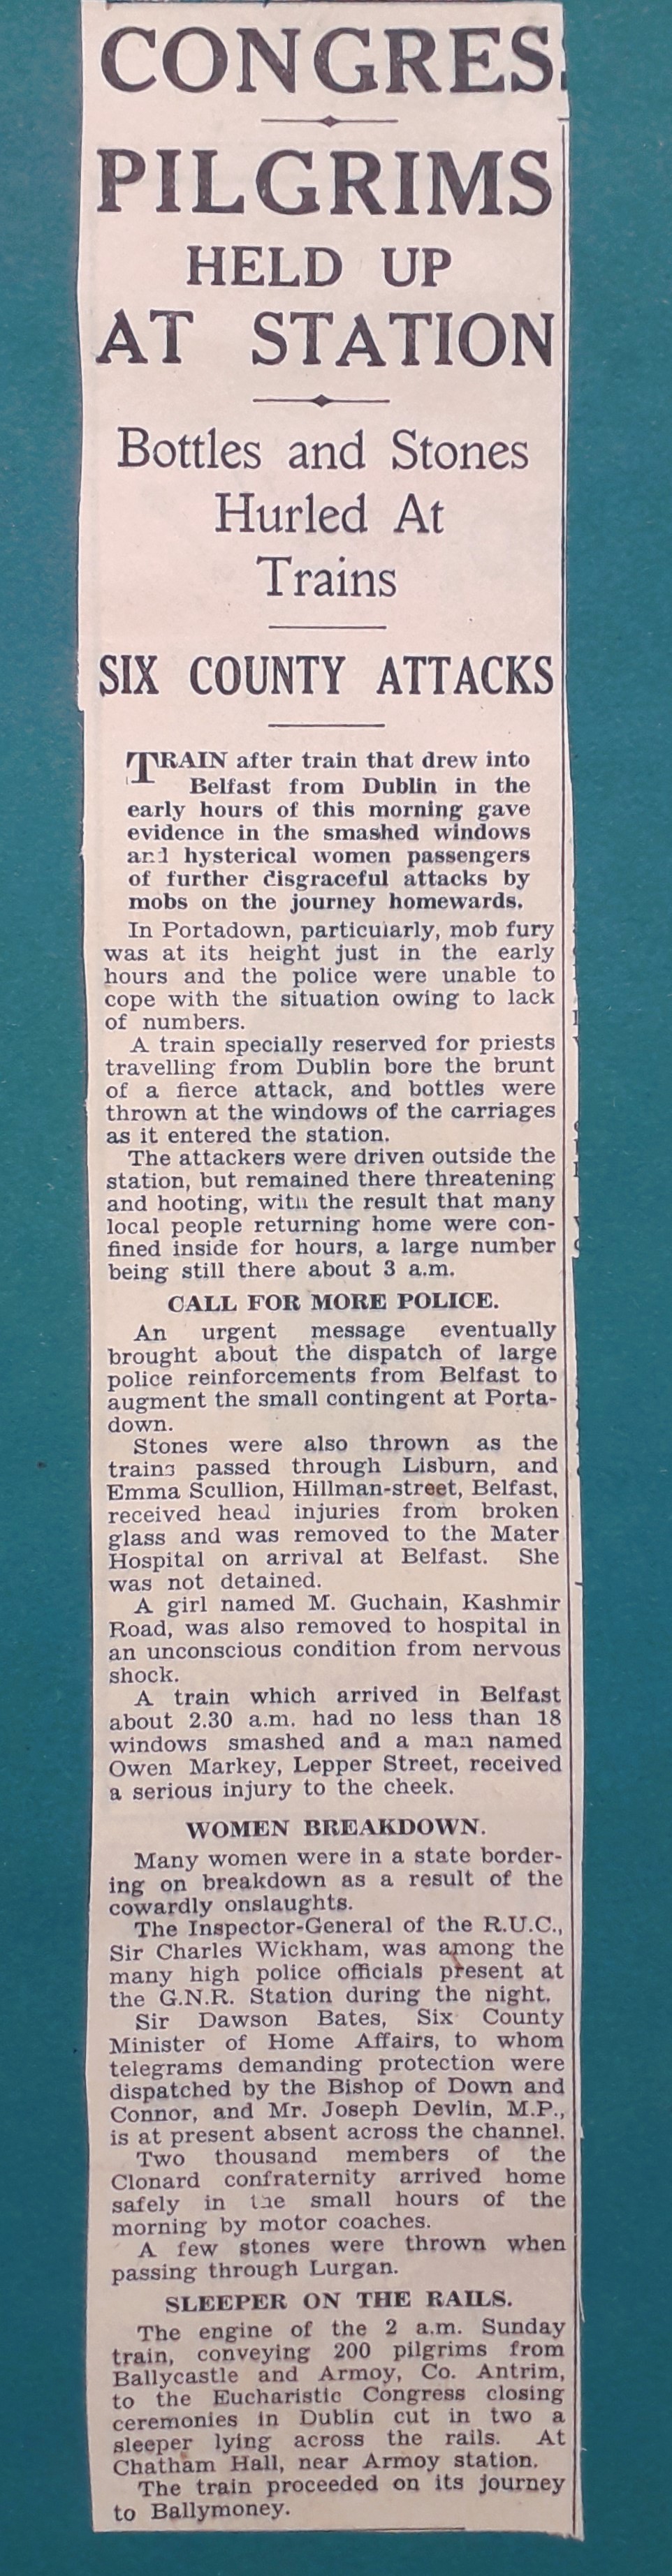 CONGRES
PILGRIMS
HELD UP
AT STATION
Bottles and Stones
Hurled At
Trains
SIX COUNTY ATTACKS
TRAIN after train that drew into
Belfast from Dublin in the
early hours of this morning gave
evidence in the smashed windows
and hysterical women passengers
of further disgraceful attacks by
mobs on the journey homewards.
In Portadown, particularly, mob fury
was at its height just in the early
hours and the police were unable to
cope with the situation owing to lack
of numbers.
A train specially reserved for priests
travelling from Dublin bore the brunt
of a fierce attack, and bottles were
thrown at the windows of the carriages
as it entered the station.
The attackers were driven outside the
station, but remained there threatening
and hooting, with the result that many
local people returning home were con-
fined inside for hours, a large number
being still there about 3 a.m.
CALL FOR MORE POLICE.
An urgent message eventually
brought about the dispatch of large
police reinforcements from Belfast to
augment the small contingent at Porta-
down.
Stones were also thrown as the
trains passed through Lisburn, and
Emma Scullion, Hillman-street, Belfast,
received head injuries from broken
glass and was removed to the Mater
Hospital on arrival at Belfast. She
was not detained.
A girl named M. Guchain, Kashmir
Road, was also removed to hospital in
an unconscious condition from nervous
shock.
A train which arrived in Belfast
about 2.30 a.m. had no less than 18
windows smashed and a man named
Owen Markey, Lepper Street, received
a serious injury to the cheek.
WOMEN BREAKDOWN.
Many women were in a state border-
ing on breakdown as a result of the
cowardly onslaughts.
The Inspector-General of the R.U.C.,
Sir Charles Wickham, was among the
many high police officials present at
the G.N.R. Station during the night.
Sir Dawson Bates, Six County
Minister of Home Affairs, to whom
telegrams demanding protection were
dispatched by the Bishop of Down and
Connor, and Mr. Joseph Devlin, M.P.,
is at present absent across the channel.
Two thousand members of the
Clonard confraternity arrived home
safely in the small hours of the
morning by motor coaches.
A few stones were thrown when
passing through Lurgan.
SLEEPER ON THE RAILS.
The engine of the 2 a.m. Sunday
train, conveying 200 pilgrims from
Ballycastle and Armoy, Co. Antrim,
to the Eucharistic Congress closing
ceremonies in Dublin cut in two a
sleeper lying across the rails. At
Chatham Hall, near Armoy station.
The train proceeded on its journey
to Ballymoney.